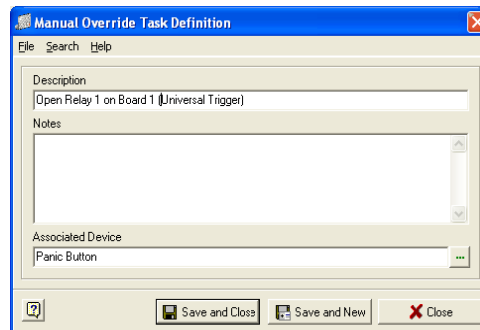 Manual Override Task Definition
File Search Help
Description
Open Relay 1 on Board 1 (Universal Trigger)
Notes
Associated Device
Panic Button
...
? Save and Close Save and New Close